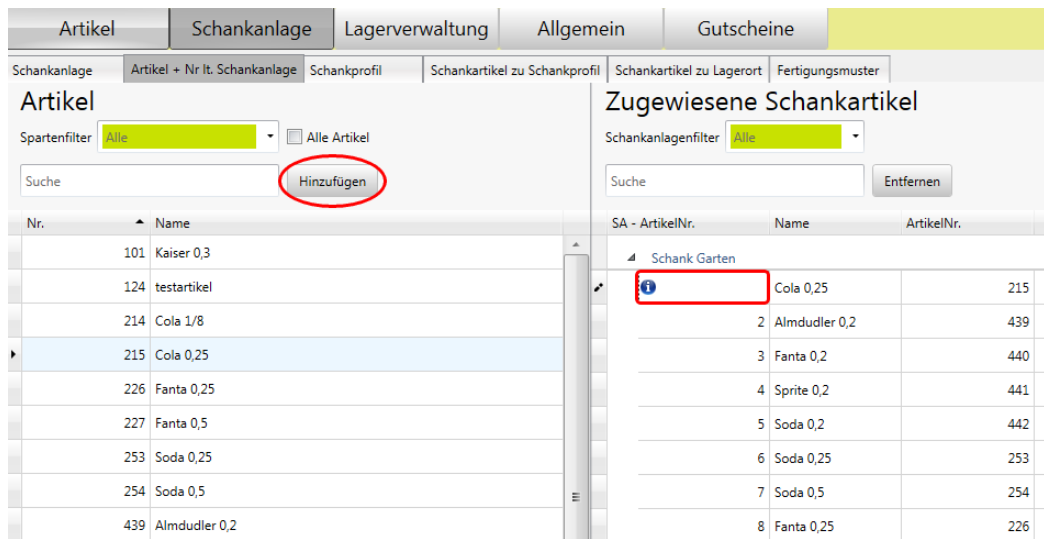 Artikel Schankanlage Lagerverwaltung Allgemein Gutscheine
Schankanlage Artikel + Nr lt. Schankanlage Schankprofil Schankartikel zu Schankprofil Schankartikel zu Lagerort Fertigungsmuster
Artikel
Spartenfilter Alle Alle Artikel
Suche Hinzufügen
Nr. Name
101 Kaiser 0,3
124 testartikel
214 Cola 1/8
215 Cola 0,25
226 Fanta 0,25
227 Fanta 0,5
253 Soda 0,25
254 Soda 0,5
439 Almdudler 0,2
Zugewiesene Schankartikel
Schankanlagenfilter Alle
Suche Entfernen
SA - ArtikelNr. Name ArtikelNr.
Schank Garten
Cola 0,25 215
2 Almdudler 0,2 439
3 Fanta 0,2 440
4 Sprite 0,2 441
5 Soda 0,2 442
6 Soda 0,25 253
7 Soda 0,5 254
8 Fanta 0,25 226